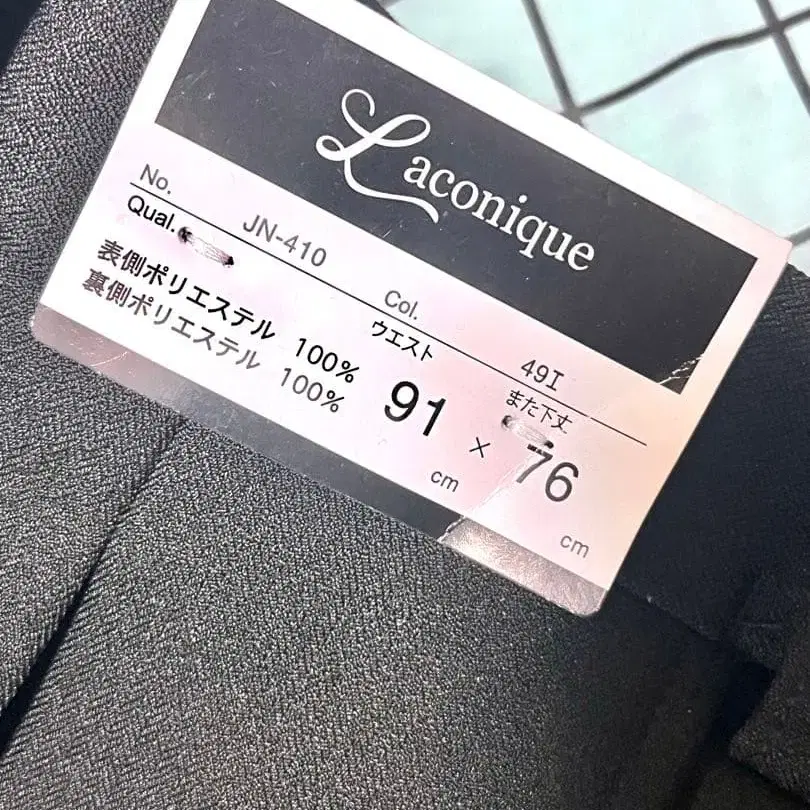 Laconique
No. JN-410 Col. 49I
Qual. ウエスト また下丈
表側ポリエステル 100%
裏側ポリエステル 100%
91 × 76
cm cm